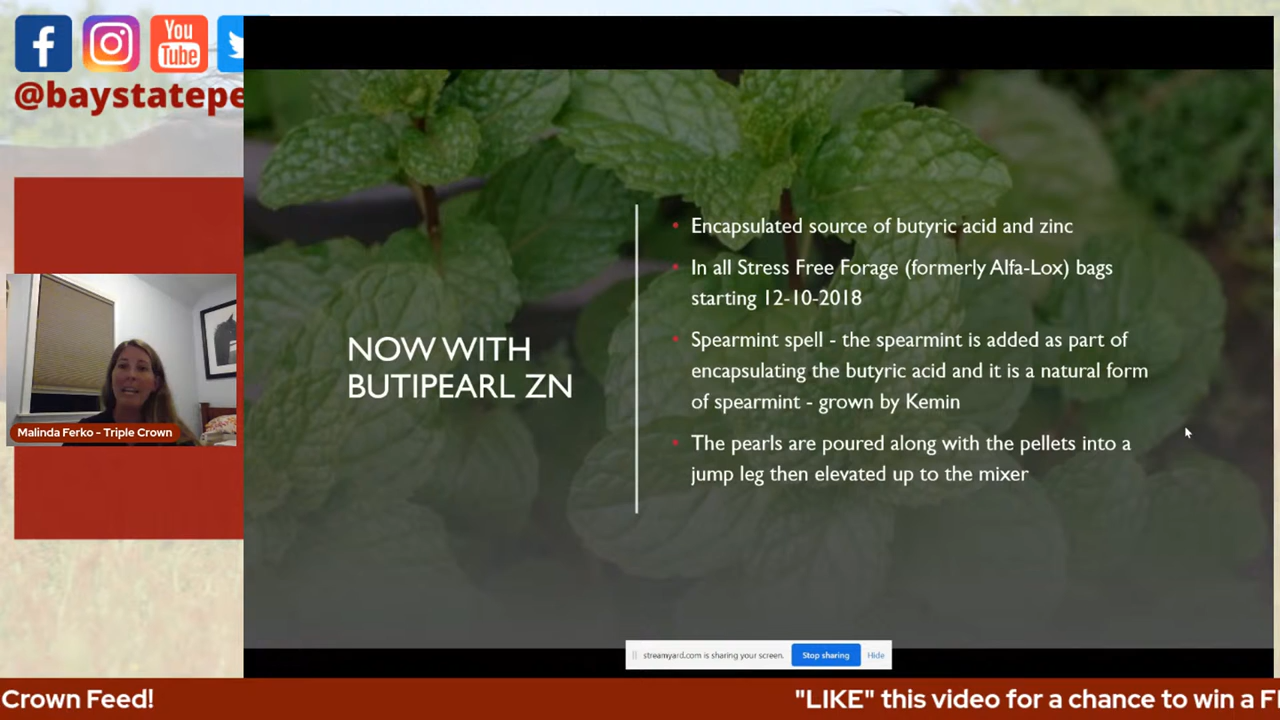 You
Tube
@baystatepe
NOW WITH
BUTIPEARL ZN
• Encapsulated source of butyric acid and zinc
• In all Stress Free Forage (formerly Alfa-Lox) bags
starting 12-10-2018
• Spearmint spell - the spearmint is added as part of
encapsulating the butyric acid and it is a natural form
of spearmint - grown by Kemin
• The pearls are poured along with the pellets into a
jump leg then elevated up to the mixer
Malinda Ferko - Triple Crown
streamyard.com is sharing your screen.
Stop sharing
Hide
Crown Feed!
"LIKE" this video for a chance to win a F